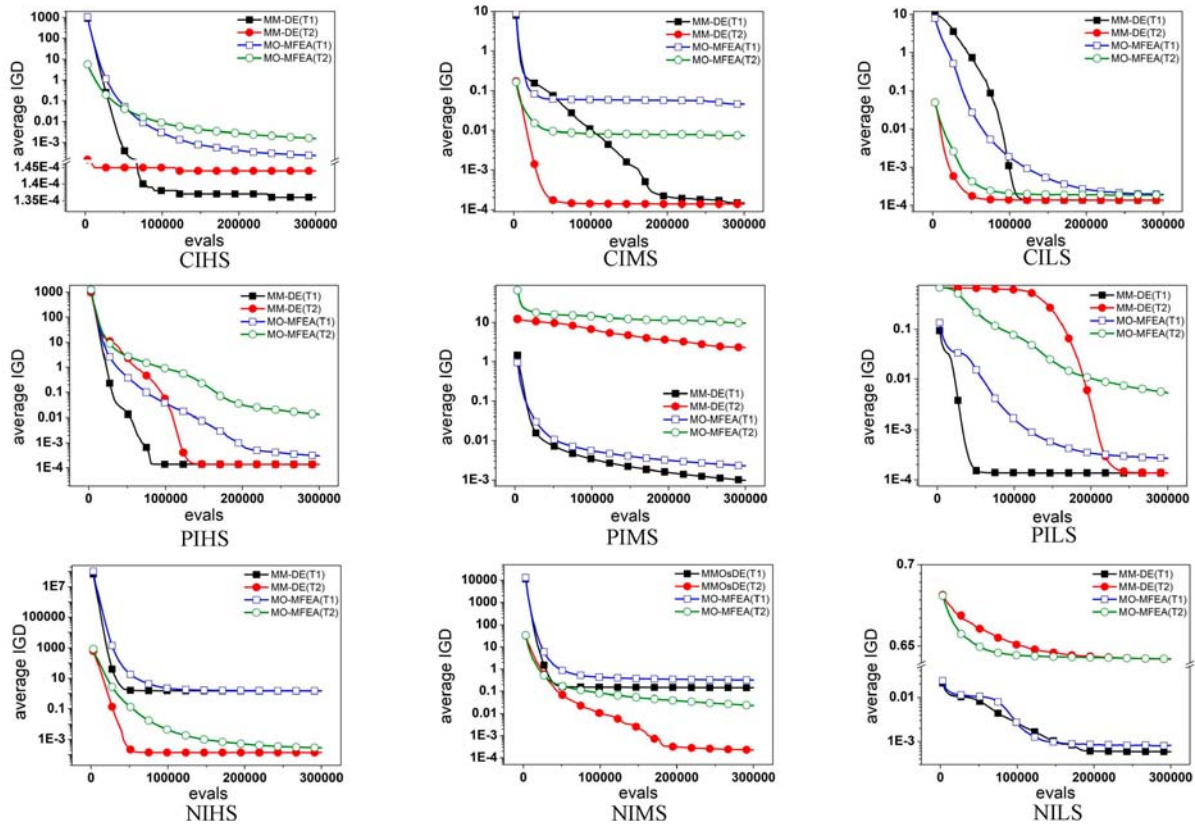 MM-DE(T1)
MM-DE(T2)
MO-MFEA(T1)
MO-MFEA(T2)
average IGD
1000
100
10
1
0.1
0.01
1E-3
1.45E-4
1.40E-4
1.35E-4
0 100000 200000 300000
evals
CIHS
MM-DE(T1)
MM-DE(T2)
MO-MFEA(T1)
MO-MFEA(T2)
average IGD
10
1
0.1
0.01
1E-3
1E-4
0 100000 200000 300000
evals
CIMS
MM-DE(T1)
MM-DE(T2)
MO-MFEA(T1)
MO-MFEA(T2)
average IGD
10
1
0.1
0.01
1E-3
1E-4
0 100000 200000 300000
evals
CILS
MM-DE(T1)
MM-DE(T2)
MO-MFEA(T1)
MO-MFEA(T2)
average IGD
1000
100
10
1
0.1
0.01
1E-3
1E-4
0 100000 200000 300000
evals
PIHS
MM-DE(T1)
MM-DE(T2)
MO-MFEA(T1)
MO-MFEA(T2)
average IGD
10
1
0.1
0.01
1E-3
0 100000 200000 300000
evals
PIMS
MM-DE(T1)
MM-DE(T2)
MO-MFEA(T1)
MO-MFEA(T2)
average IGD
0.1
0.01
1E-3
1E-4
0 100000 200000 300000
evals
PILS
MM-DE(T1)
MM-DE(T2)
MO-MFEA(T1)
MO-MFEA(T2)
average IGD
1E7
100000
1000
10
0.1
1E-3
0 100000 200000 300000
evals
NIHS
MMOsDE(T1)
MMOsDE(T2)
MO-MFEA(T1)
MO-MFEA(T2)
average IGD
10000
1000
100
10
1
0.1
0.01
1E-3
1E-4
0 100000 200000 300000
evals
NIMS
MM-DE(T1)
MM-DE(T2)
MO-MFEA(T1)
MO-MFEA(T2)
average IGD
0.7
0.65
0.01
1E-3
0 100000 200000 300000
evals
NILS